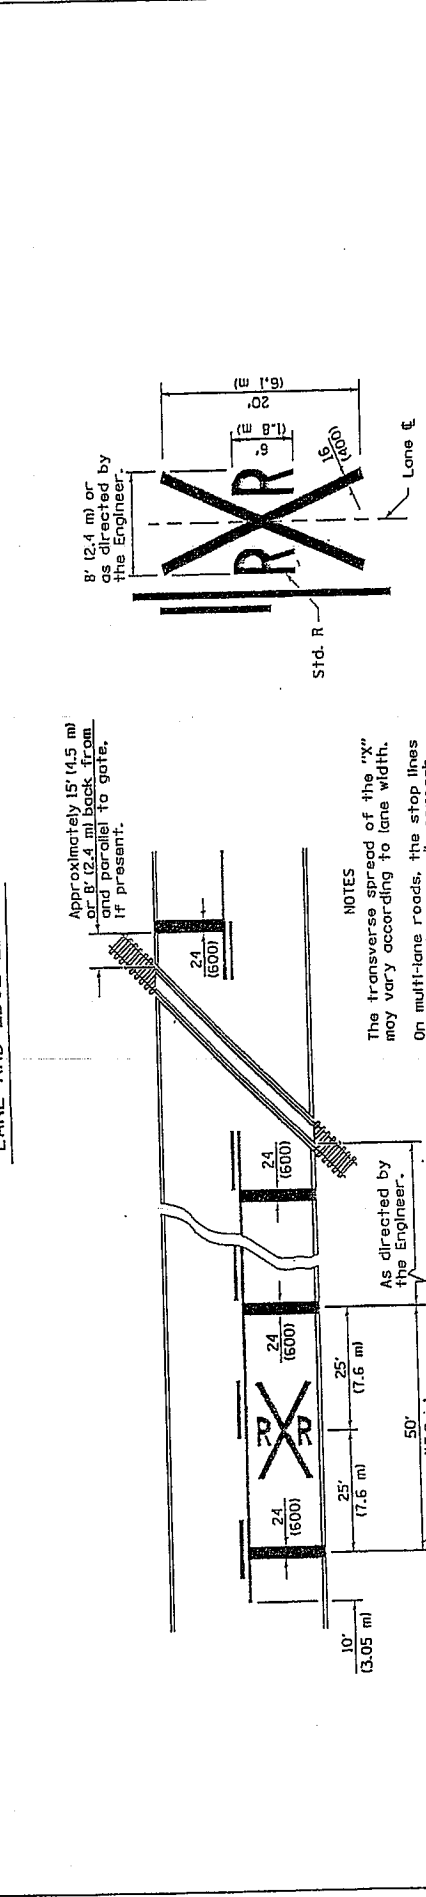 8' (2.4 m) or
as directed by
the Engineer.
20'
(6.1 m)
6'
(1.8 m)
R
R
16
(400)
Lane ℄
Std. R
Approximately 15' (4.5 m)
or 8' (2.4 m) back from
and parallel to gate,
if present.
24
(600)
24
(600)
24
(600)
24
(600)
R
R
25'
(7.6 m)
25'
(7.6 m)
50'
10'
(3.05 m)
As directed by
the Engineer.
NOTES
The transverse spread of the "X"
may vary according to lane width.
On multi-lane roads, the stop lines